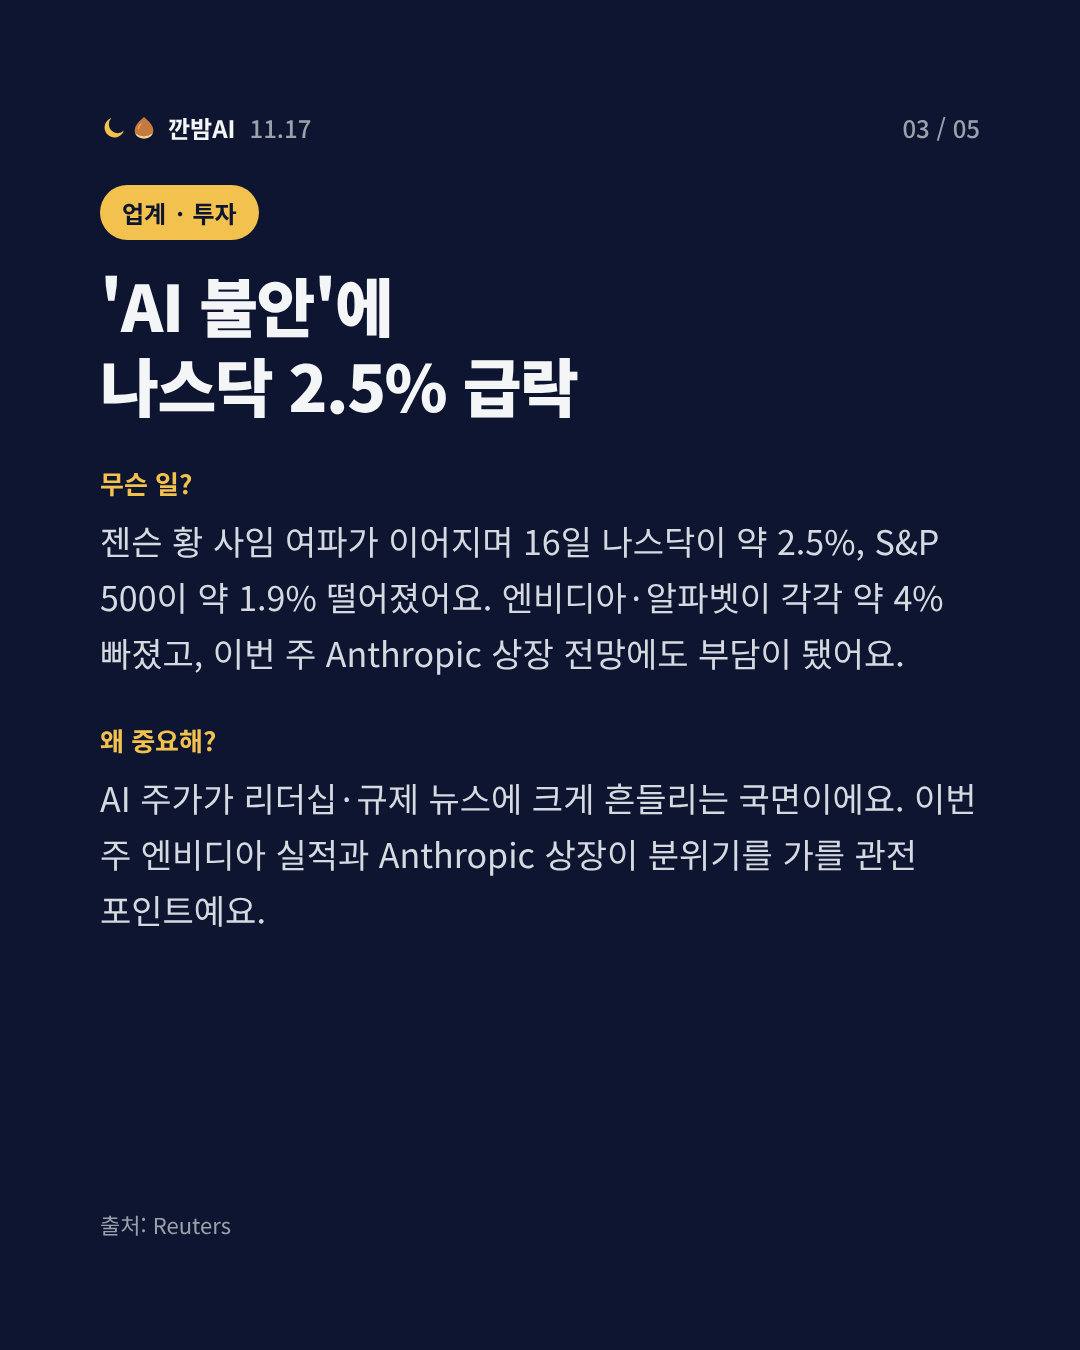 깐밤AI 11.17
03 / 05
업계 · 투자
'AI 불안'에
나스닥 2.5% 급락
무슨 일?
젠슨 황 사임 여파가 이어지며 16일 나스닥이 약 2.5%, S&P
500이 약 1.9% 떨어졌어요. 엔비디아·알파벳이 각각 약 4%
빠졌고, 이번 주 Anthropic 상장 전망에도 부담이 됐어요.
왜 중요해?
AI 주가가 리더십·규제 뉴스에 크게 흔들리는 국면이에요. 이번
주 엔비디아 실적과 Anthropic 상장이 분위기를 가를 관전
포인트예요.
출처: Reuters